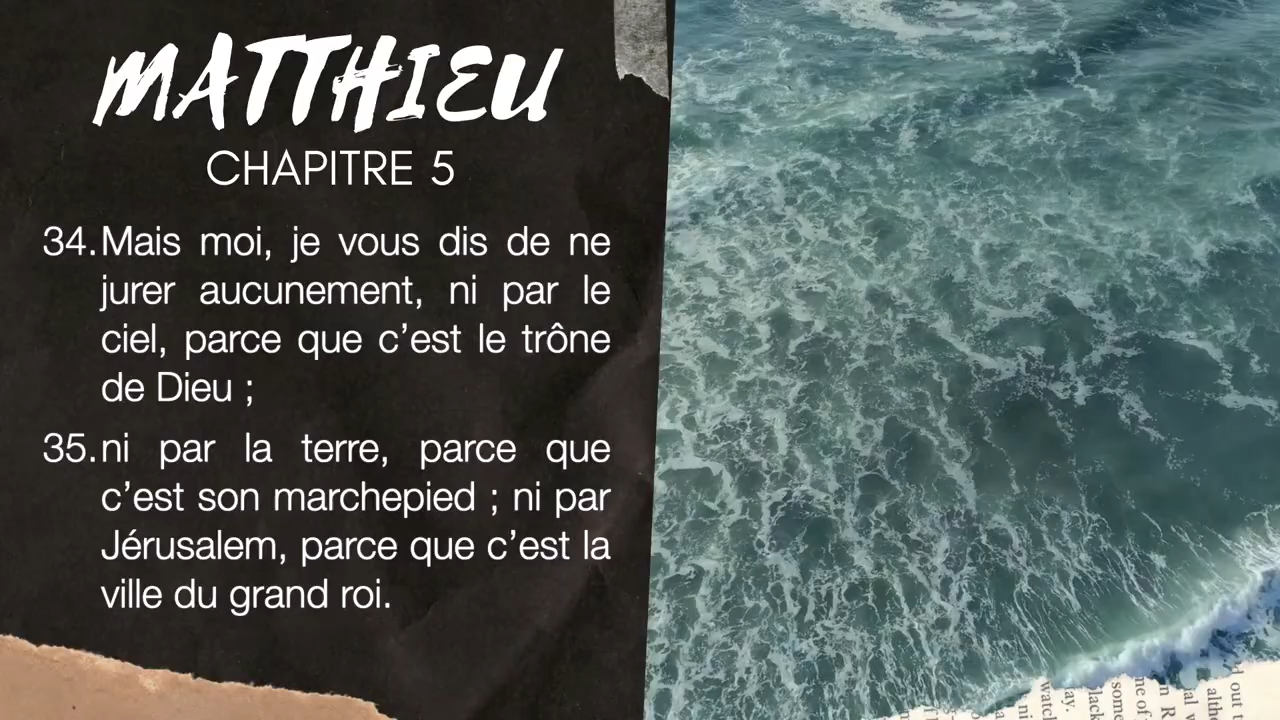 MATTHIEU
CHAPITRE 5
34. Mais moi, je vous dis de ne
jurer aucunement, ni par le
ciel, parce que c’est le trône
de Dieu ;
35. ni par la terre, parce que
c’est son marchepied ; ni par
Jérusalem, parce que c’est la
ville du grand roi.